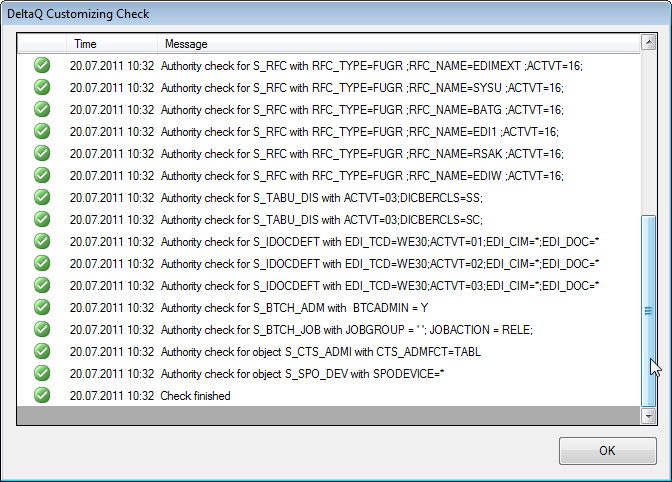 DeltaQ Customizing Check
Time Message
20.07.2011 10:32 Authority check for S_RFC with RFC_TYPE=FUGR ;RFC_NAME=EDIMEXT ;ACTVT=16;
20.07.2011 10:32 Authority check for S_RFC with RFC_TYPE=FUGR ;RFC_NAME=SYSU ;ACTVT=16;
20.07.2011 10:32 Authority check for S_RFC with RFC_TYPE=FUGR ;RFC_NAME=BATG ;ACTVT=16;
20.07.2011 10:32 Authority check for S_RFC with RFC_TYPE=FUGR ;RFC_NAME=EDI1 ;ACTVT=16;
20.07.2011 10:32 Authority check for S_RFC with RFC_TYPE=FUGR ;RFC_NAME=RSAK ;ACTVT=16;
20.07.2011 10:32 Authority check for S_RFC with RFC_TYPE=FUGR ;RFC_NAME=EDIW ;ACTVT=16;
20.07.2011 10:32 Authority check for S_TABU_DIS with ACTVT=03;DICBERCLS=SS;
20.07.2011 10:32 Authority check for S_TABU_DIS with ACTVT=03;DICBERCLS=SC;
20.07.2011 10:32 Authority check for S_IDOCDEFT with EDI_TCD=WE30;ACTVT=01;EDI_CIM=*;EDI_DOC=*
20.07.2011 10:32 Authority check for S_IDOCDEFT with EDI_TCD=WE30;ACTVT=02;EDI_CIM=*;EDI_DOC=*
20.07.2011 10:32 Authority check for S_IDOCDEFT with EDI_TCD=WE30;ACTVT=03;EDI_CIM=*;EDI_DOC=*
20.07.2011 10:32 Authority check for S_BTCH_ADM with BTCADMIN = Y
20.07.2011 10:32 Authority check for S_BTCH_JOB with JOBGROUP = ' '; JOBACTION = RELE;
20.07.2011 10:32 Authority check for object S_CTS_ADMI with CTS_ADMFCT=TABL
20.07.2011 10:32 Authority check for object S_SPO_DEV with SPODEVICE=*
20.07.2011 10:32 Check finished
OK